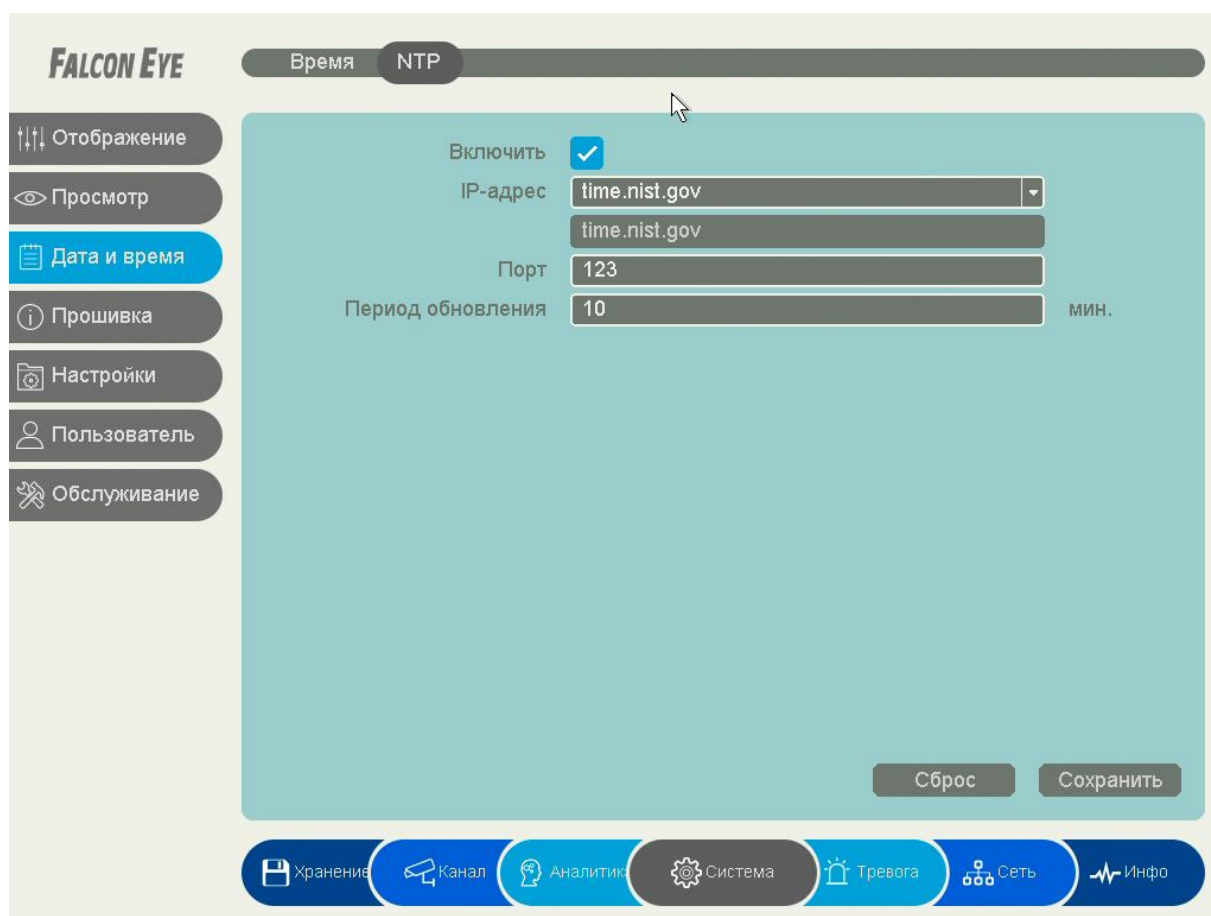 FALCON EYE
Время NTP
Отображение
Просмотр
Дата и время
Прошивка
Настройки
Пользователь
Обслуживание
Включить
IP-адрес time.nist.gov
time.nist.gov
Порт 123
Период обновления 10 мин.
Сброс Сохранить
Хранение Канал Аналитик Система Тревога Сеть Инфо